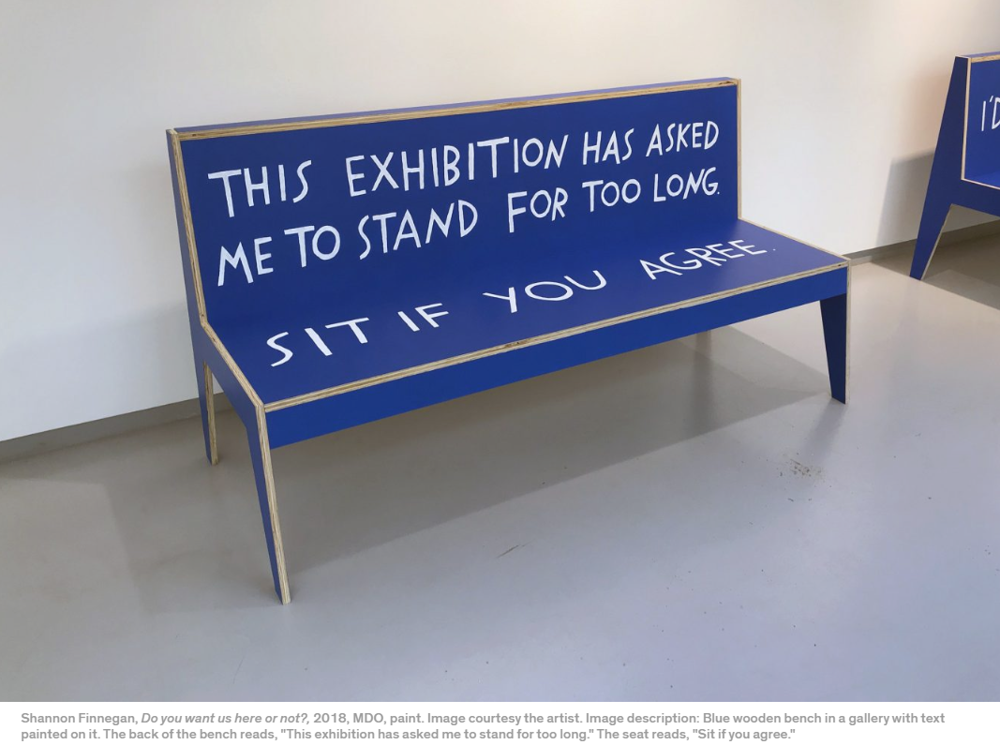 THIS EXHIBITION HAS ASKED
ME TO STAND FOR TOO LONG.
SIT IF YOU AGREE.
I'D
Shannon Finnegan, Do you want us here or not?, 2018, MDO, paint. Image courtesy the artist. Image description: Blue wooden bench in a gallery with text
painted on it. The back of the bench reads, "This exhibition has asked me to stand for too long." The seat reads, "Sit if you agree."